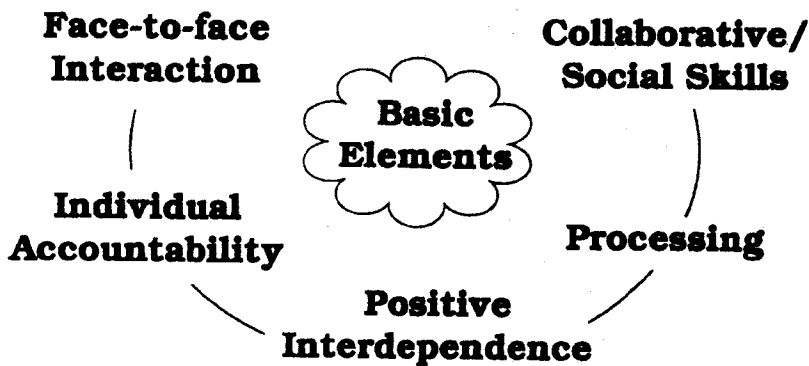 Face-to-face
Interaction
Collaborative/
Social Skills
Basic
Elements
Individual
Accountability
Processing
Positive
Interdependence